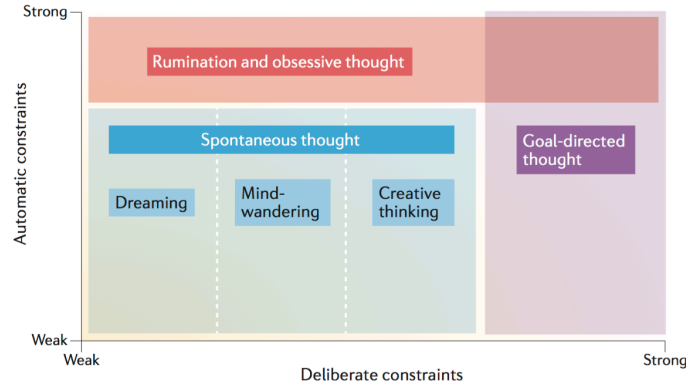 Strong
Rumination and obsessive thought
Automatic constraints
Spontaneous thought
Goal-directed
thought
Dreaming
Mind-
wandering
Creative
thinking
Weak
Weak
Strong
Deliberate constraints